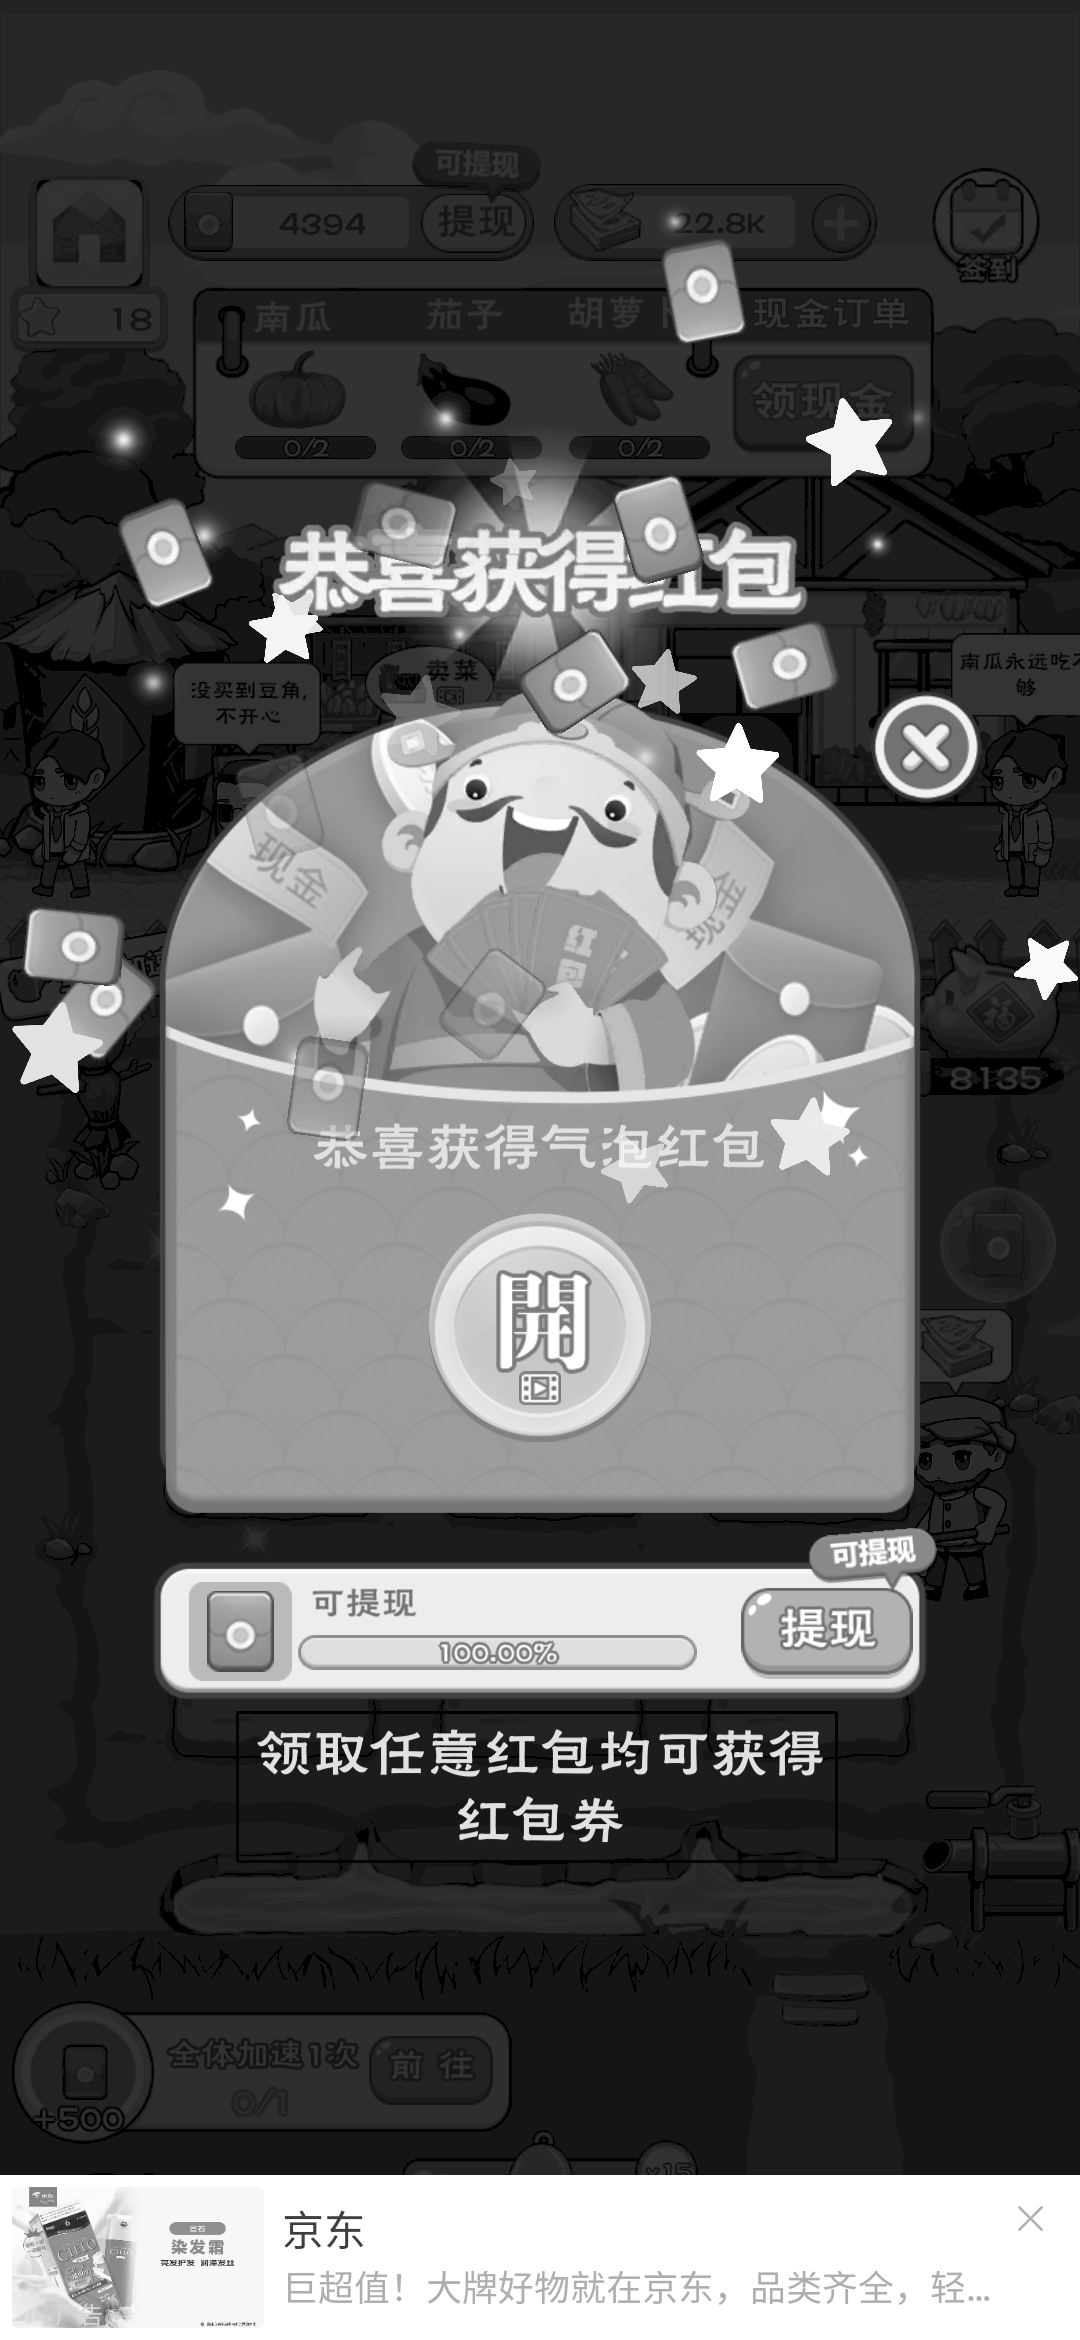 可提现
4394
提现
22.8K
签到
18
南瓜
茄子
胡萝卜
现金订单
领现金
0/2
0/2
0/2
恭喜获得红包
卖菜
没买到豆角,
不开心
南瓜永远吃不
够
现金
现金
红包
福
8135
恭喜获得气泡红包
開
可提现
可提现
100.00%
提现
领取任意红包均可获得
红包券
全体加速1次
前往
0/1
+500
x15
京东
巨超值！大牌好物就在京东，品类齐全，轻...
染发霜